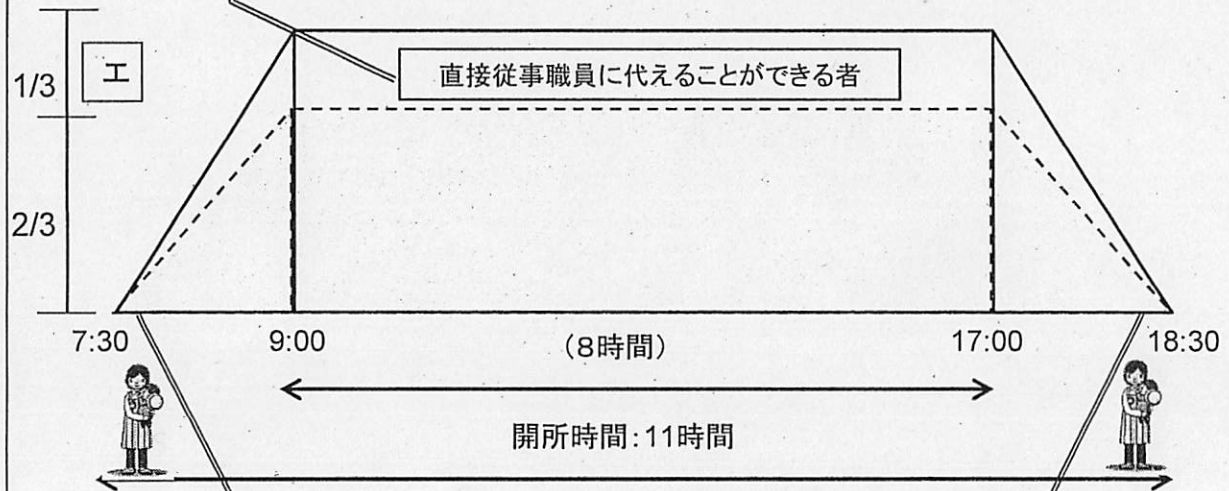 1/3
エ
直接従事職員に代えることができる者
2/3
7:30 9:00 (8時間) 17:00 18:30
開所時間:11時間